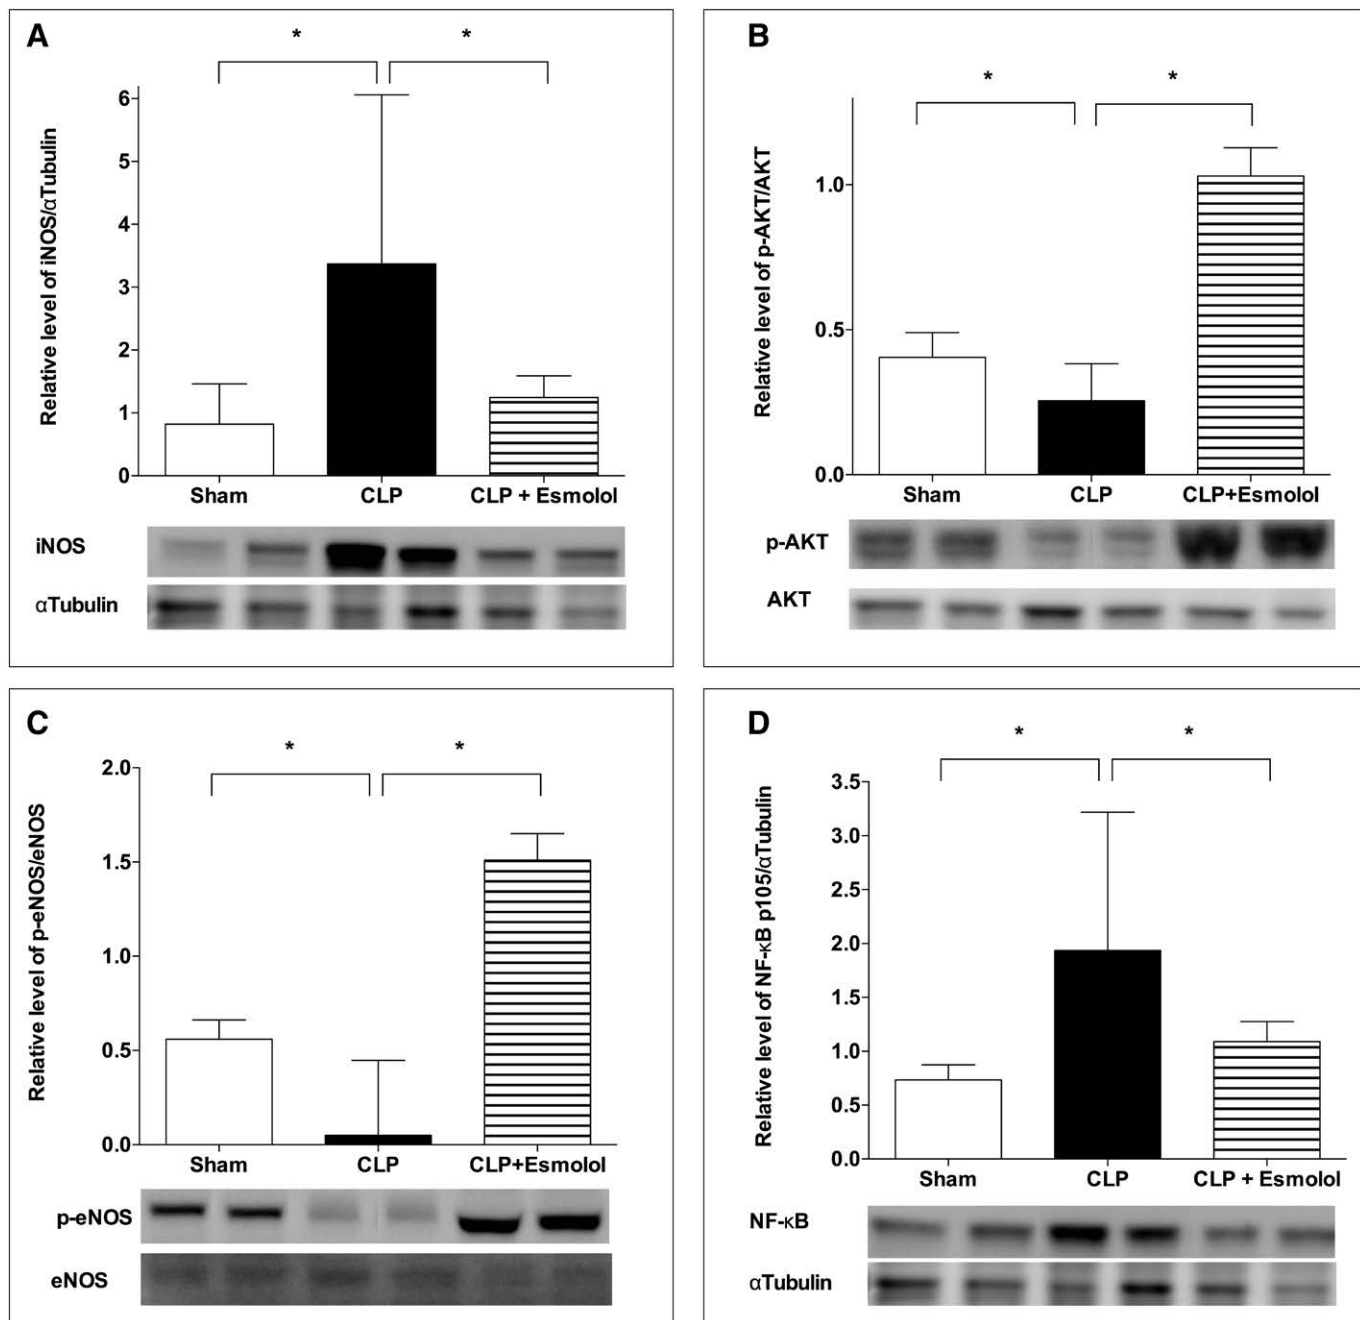 A
*
*
Relative level of iNOS/αTubulin
6
5
4
3
2
1
0
Sham
CLP
CLP + Esmolol
iNOS
αTubulin
B
*
*
Relative level of p-AKT/AKT
1.0
0.5
0.0
Sham
CLP
CLP+Esmolol
p-AKT
AKT
C
*
*
Relative level of p-eNOS/eNOS
2.0
1.5
1.0
0.5
0.0
Sham
CLP
CLP+Esmolol
p-eNOS
eNOS
D
*
*
Relative level of NF-κB p105/αTubulin
3.5
3.0
2.5
2.0
1.5
1.0
0.5
0.0
Sham
CLP
CLP + Esmolol
NF-κB
αTubulin